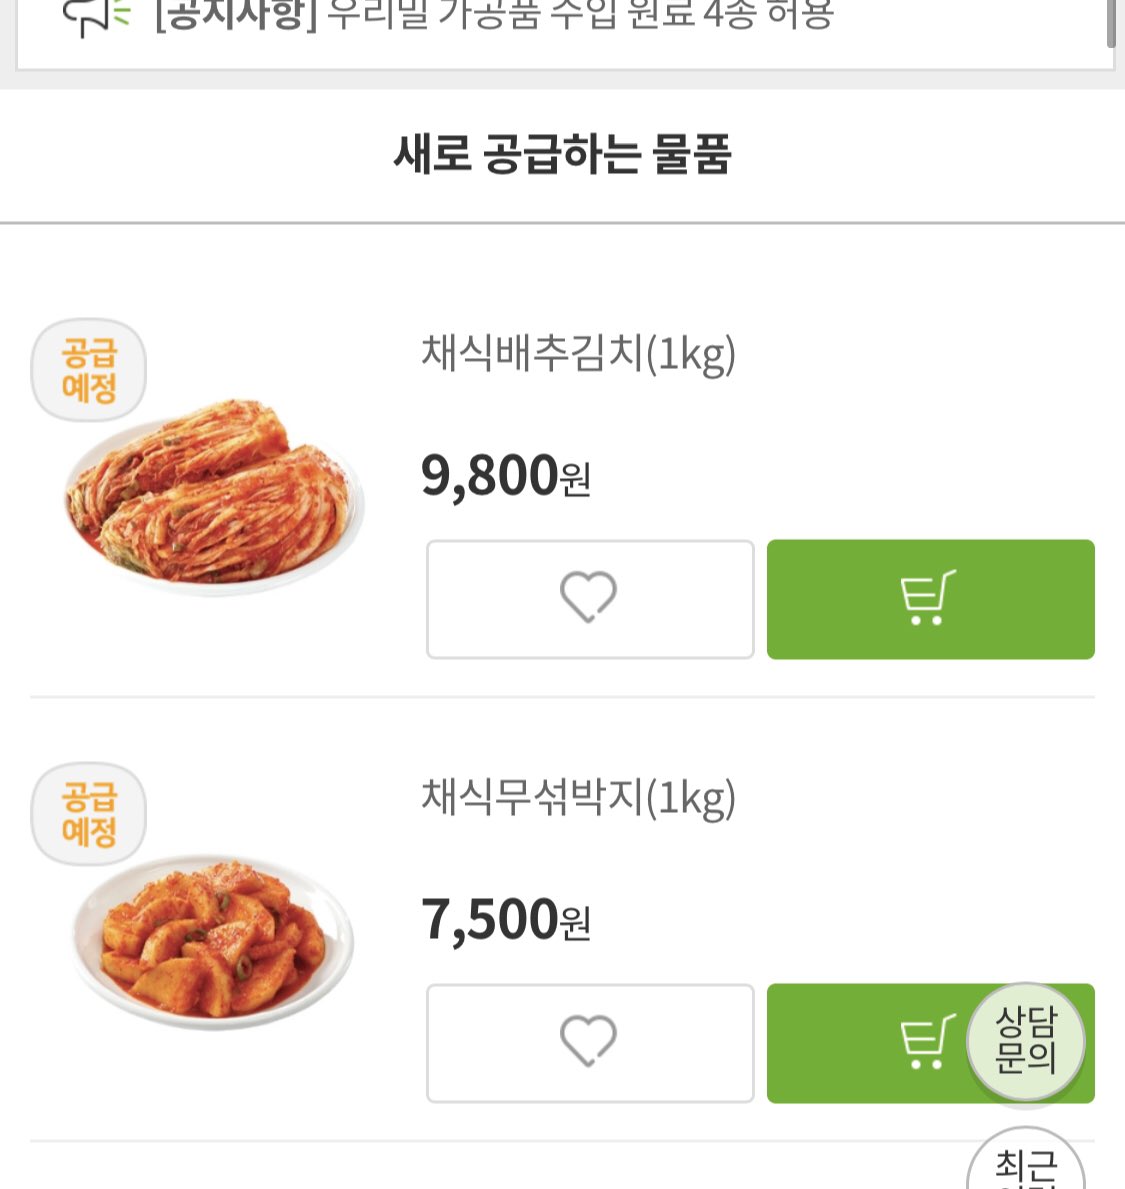 [공지사항] 우리밀 가공품 수입 원료 4종 허용
새로 공급하는 물품
공급
예정
채식배추김치(1kg)
9,800원
공급
예정
채식무섞박지(1kg)
7,500원
상담
문의
최근